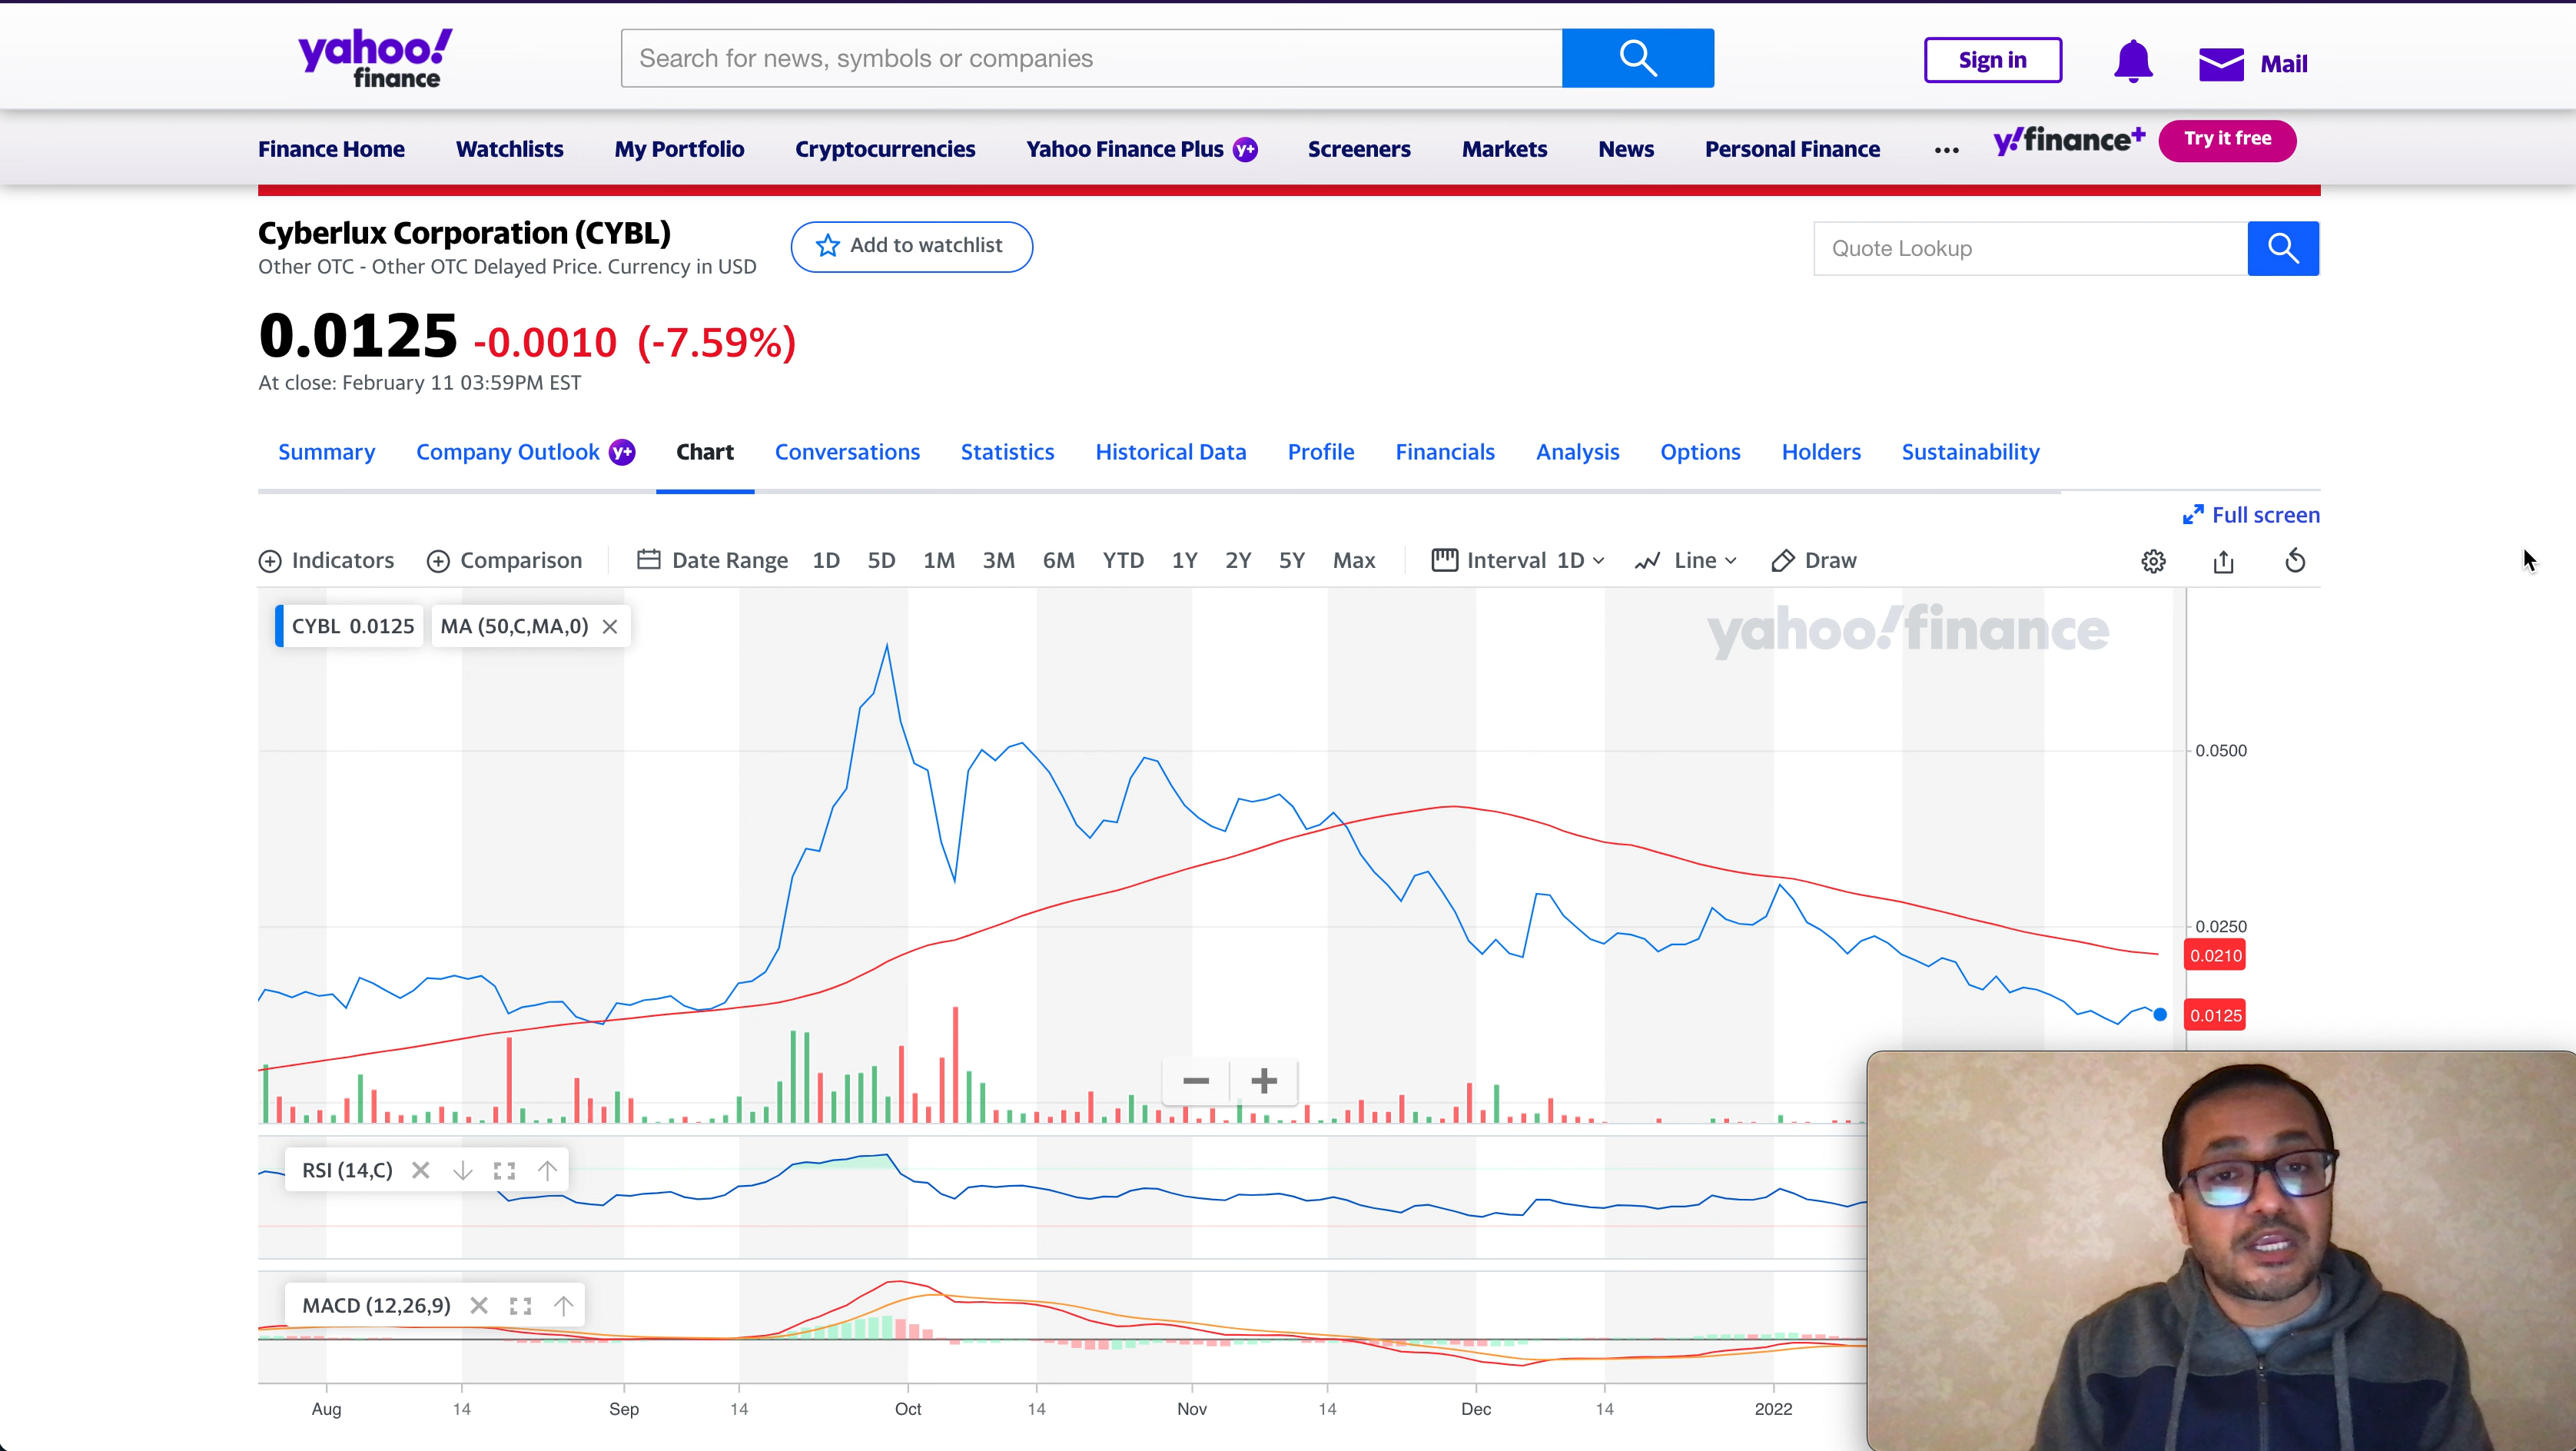 yahoo!
finance
Search for news, symbols or companies
Sign in
Mail
Finance Home Watchlists My Portfolio Cryptocurrencies Yahoo Finance Plus y+ Screeners Markets News Personal Finance ••• y!finance+ Try it free
Cyberlux Corporation (CYBL)
Add to watchlist
Quote Lookup
Other OTC - Other OTC Delayed Price. Currency in USD
0.0125 -0.0010 (-7.59%)
At close: February 11 03:59PM EST
Summary Company Outlook y+ Chart Conversations Statistics Historical Data Profile Financials Analysis Options Holders Sustainability
Full screen
Indicators Comparison Date Range 1D 5D 1M 3M 6M YTD 1Y 2Y 5Y Max Interval 1D Line Draw
CYBL 0.0125 MA (50,C,MA,0)
yahoo!finance
0.0500
0.0250
0.0210
0.0125
RSI (14,C)
MACD (12,26,9)
Aug 14 Sep 14 Oct 14 Nov 14 Dec 14 2022